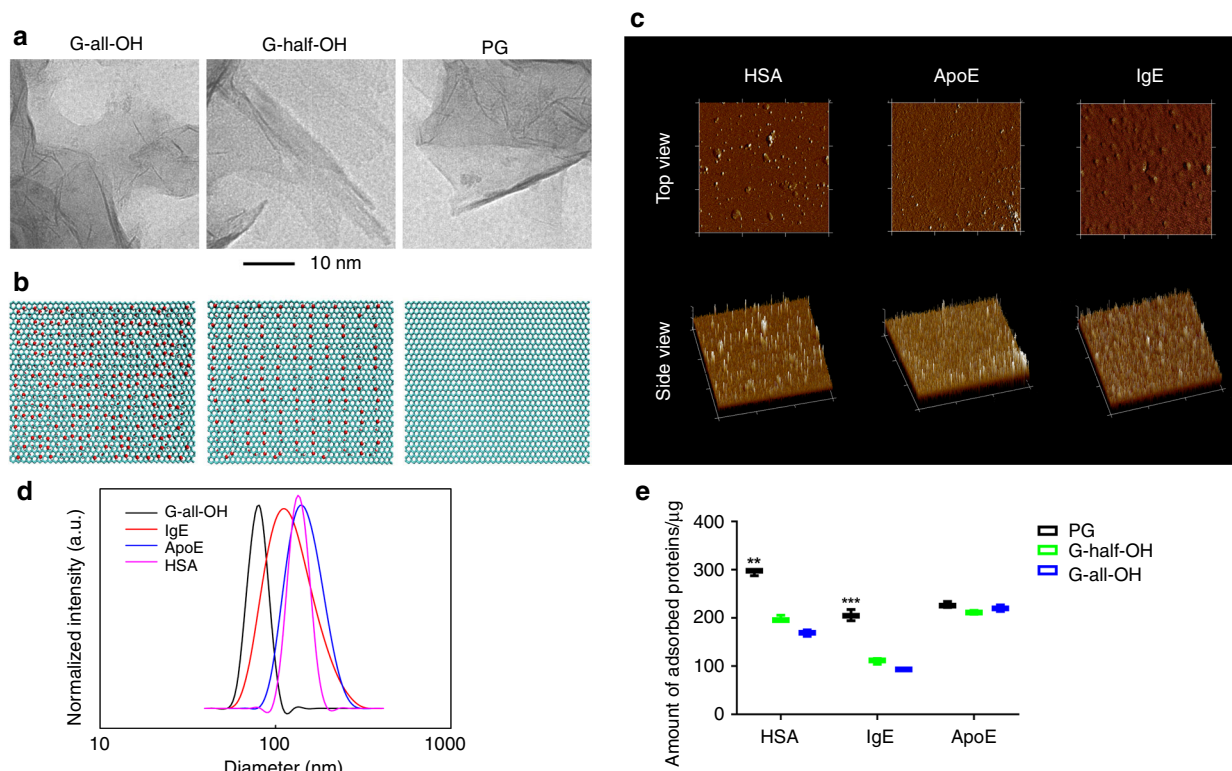 a
G-all-OH
G-half-OH
PG
10 nm
b
c
HSA
ApoE
IgE
Top view
Side view
d
Normalized intensity (a.u.)
G-all-OH
IgE
ApoE
HSA
10
100
1000
Diameter (nm)
e
Amount of adsorbed proteins/μg
400
300
200
100
0
**
***
HSA
IgE
ApoE
PG
G-half-OH
G-all-OH